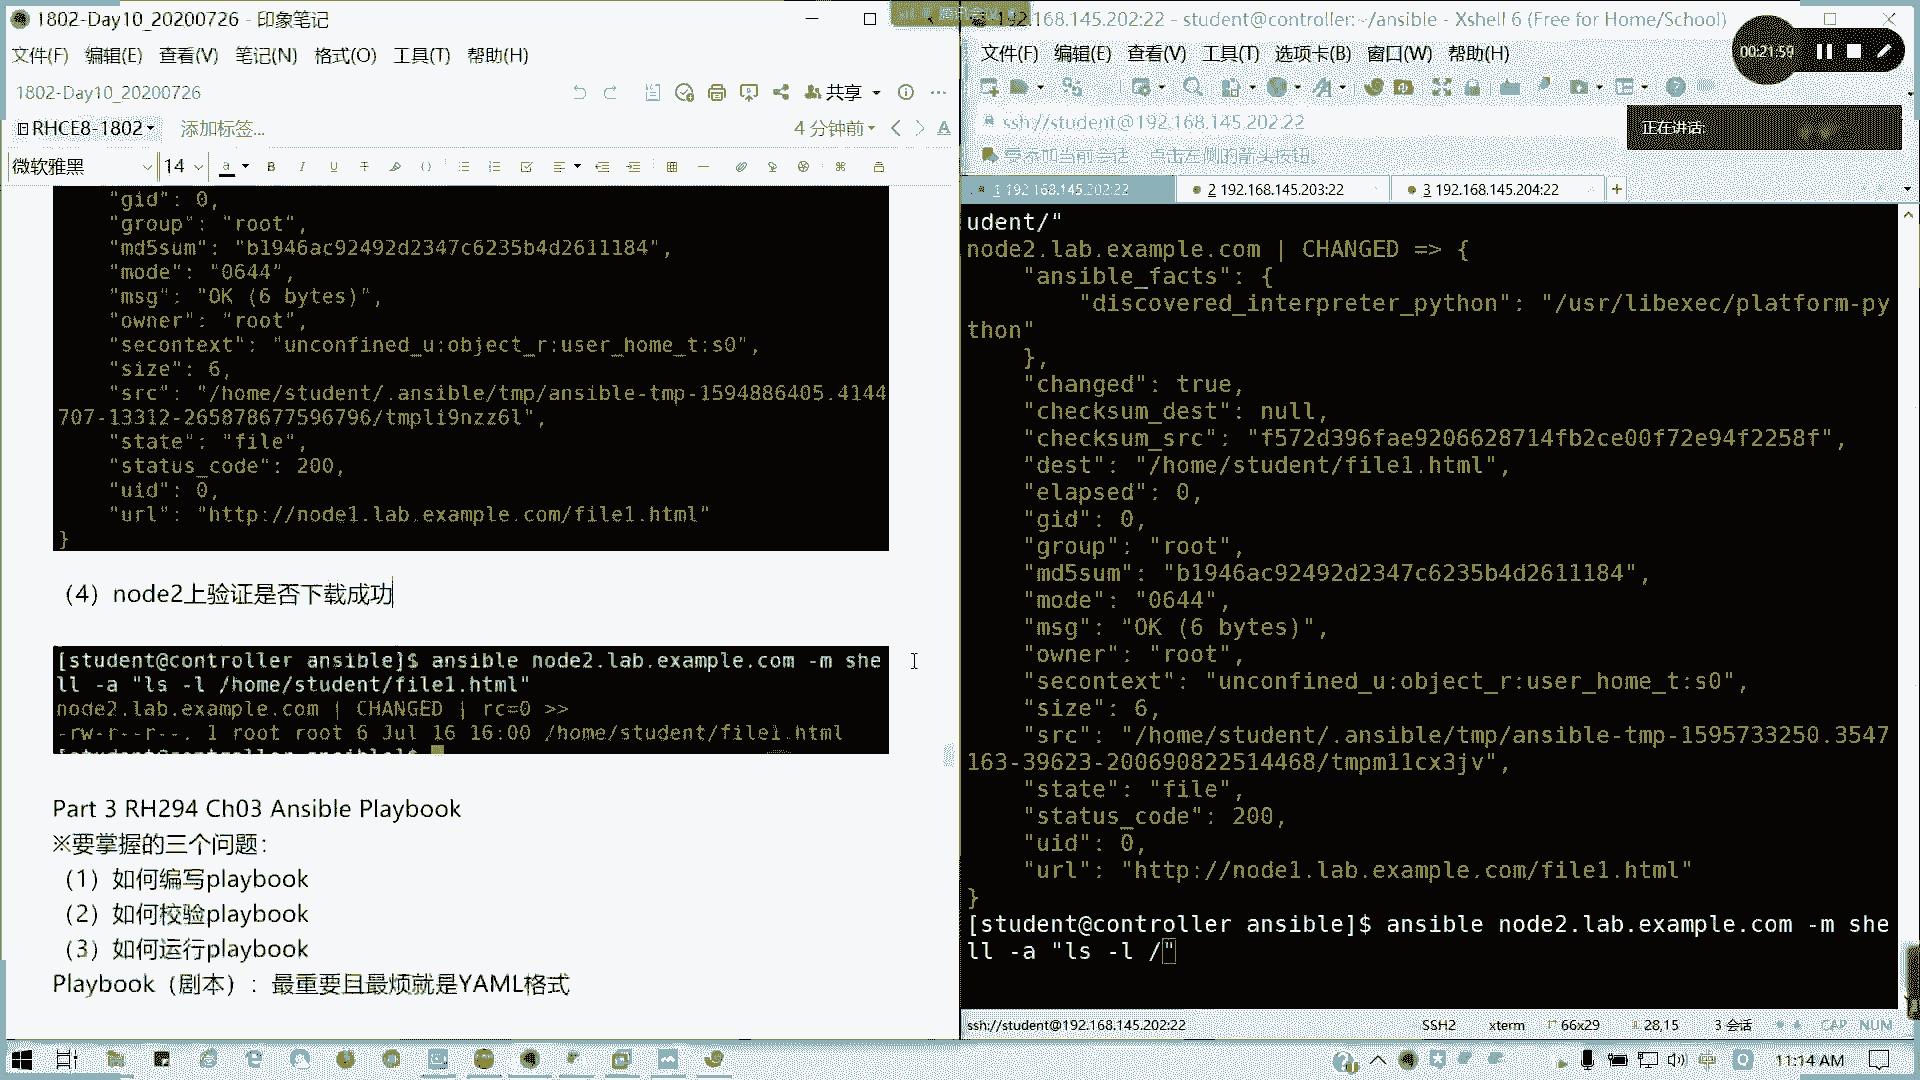 1802-Day10_20200726 - 印象笔记
文件(F) 编辑(E) 查看(V) 笔记(N) 格式(O) 工具(T) 帮助(H)
1802-Day10_20200726
共享
RHCE8-1802
添加标签...
4 分钟前
微软雅黑 14
"gid": 0,
"group": "root",
"md5sum": "b1946ac92492d2347c6235b4d2611184",
"mode": "0644",
"msg": "OK (6 bytes)",
"owner": "root",
"secontext": "unconfined_u:object_r:user_home_t:s0",
"size": 6,
"src": "/home/student/.ansible/tmp/ansible-tmp-1594886405.4144
707-13312-265878677596796/tmpli9nzz6l",
"state": "file",
"status_code": 200,
"uid": 0,
"url": "http://node1.lab.example.com/file1.html"
}
（4）node2上验证是否下载成功
[student@controller ansible]$ ansible node2.lab.example.com -m she
ll -a "ls -l /home/student/file1.html"
node2.lab.example.com | CHANGED | rc=0 >>
-rw-r--r--. 1 root root 6 Jul 16 16:00 /home/student/file1.html
Part 3 RH294 Ch03 Ansible Playbook
※要掌握的三个问题：
（1）如何编写playbook
（2）如何校验playbook
（3）如何运行playbook
Playbook（剧本）：最重要且最烦就是YAML格式
192.168.145.202:22 - student@controller:~/ansible - Xshell 6 (Free for Home/School)
文件(F) 编辑(E) 查看(V) 工具(T) 选项卡(B) 窗口(W) 帮助(H)
00:21:59
ssh://student@192.168.145.202:22
正在讲话:
要添加当前会话，点击左侧的箭头按钮。
1 192.168.145.202:22
2 192.168.145.203:22
3 192.168.145.204:22
udent/"
node2.lab.example.com | CHANGED => {
"ansible_facts": {
"discovered_interpreter_python": "/usr/libexec/platform-py
thon"
},
"changed": true,
"checksum_dest": null,
"checksum_src": "f572d396fae9206628714fb2ce00f72e94f2258f",
"dest": "/home/student/file1.html",
"elapsed": 0,
"gid": 0,
"group": "root",
"md5sum": "b1946ac92492d2347c6235b4d2611184",
"mode": "0644",
"msg": "OK (6 bytes)",
"owner": "root",
"secontext": "unconfined_u:object_r:user_home_t:s0",
"size": 6,
"src": "/home/student/.ansible/tmp/ansible-tmp-1595733250.3547
163-39623-200690822514468/tmpm11cx3jv",
"state": "file",
"status_code": 200,
"uid": 0,
"url": "http://node1.lab.example.com/file1.html"
}
[student@controller ansible]$ ansible node2.lab.example.com -m she
ll -a "ls -l /"
ssh://student@192.168.145.202:22 SSH2 xterm 66x29 28,15 3 会话 CAP NUM
中 11:14 AM